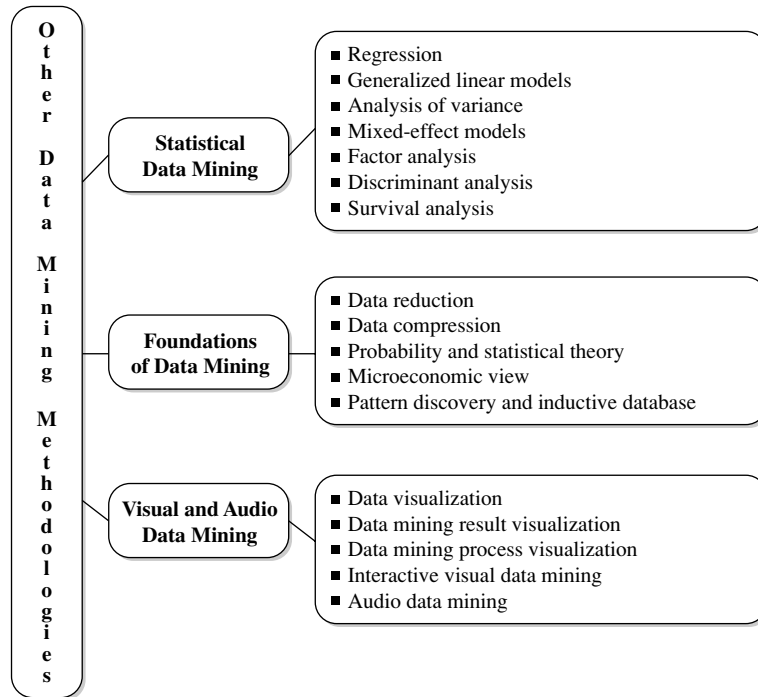 Other Data Mining Methodologies
Statistical
Data Mining
■ Regression
■ Generalized linear models
■ Analysis of variance
■ Mixed-effect models
■ Factor analysis
■ Discriminant analysis
■ Survival analysis
Foundations
of Data Mining
■ Data reduction
■ Data compression
■ Probability and statistical theory
■ Microeconomic view
■ Pattern discovery and inductive database
Visual and Audio
Data Mining
■ Data visualization
■ Data mining result visualization
■ Data mining process visualization
■ Interactive visual data mining
■ Audio data mining